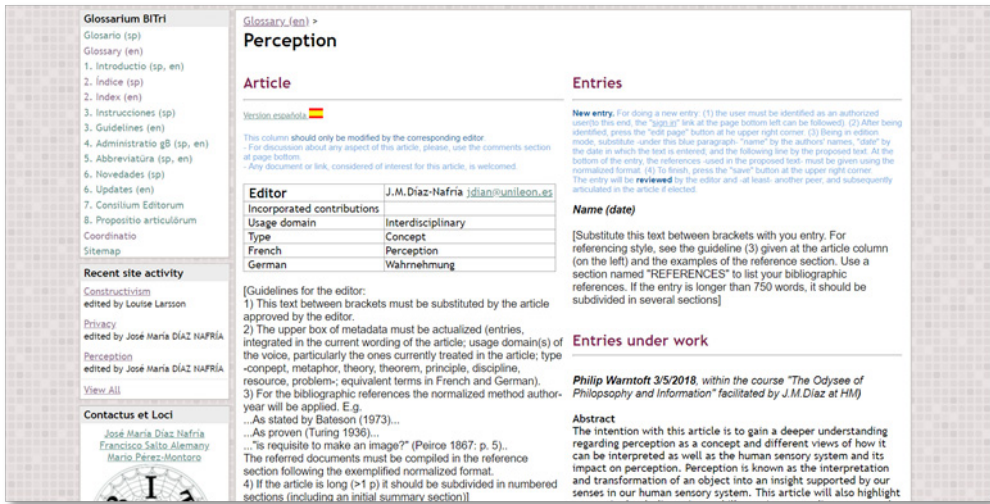 Glossarium BITri
Glosario (sp)
Glossary (en)
1. Introductio (sp, en)
2. Índice (sp)
2. Index (en)
3. Instrucciones (sp)
3. Guidelines (en)
4. Administratio gB (sp, en)
5. Abbreviatūra (sp, en)
6. Novedades (sp)
6. Updates (en)
7. Consilium Editorum
8. Propositio articulōrum
Coordinatio
Sitemap
Recent site activity
Constructivism
edited by Louise Larsson
Privacy
edited by José María DÍAZ NAFRÍA
Perception
edited by José María DÍAZ NAFRÍA
View All
Contactus et Loci
José María Díaz Nafría
Francisco Salto Alemany
Mario Pérez-Montoro
I
Glossary (en) >
Perception
Article
Version española
This column should only be modified by the corresponding editor.
- For discussion about any aspect of this article, please, use the comments section
at page bottom.
- Any document or link, considered of interest for this article, is welcomed.
Editor J.M.Díaz-Nafría jdian@unileon.es
Incorporated contributions
Usage domain Interdisciplinary
Type Concept
French Perception
German Wahrnehmung
[Guidelines for the editor:
1) This text between brackets must be substituted by the article
approved by the editor.
2) The upper box of metadata must be actualized (entries,
integrated in the current wording of the article; usage domain(s) of
the voice, particularly the ones currently treated in the article; type
-concpet, metaphor, theory, theorem, principle, discipline,
resource, problem-; equivalent terms in French and German).
3) For the bibliographic references the normalized method author-
year will be applied. E.g.
...As stated by Bateson (1973)...
...As proven (Turing 1936)...
..."is requisite to make an image?" (Peirce 1867: p. 5)..
The referred documents must be compiled in the reference
section following the exemplified normalized format.
4) If the article is long (>1 p) it should be subdivided in numbered
sections (including an initial summary section)]
Entries
New entry. For doing a new entry: (1) the user must be identified as an authorized
user(to this end, the "sign in" link at the page bottom left can be followed). (2) After being
identified, press the "edit page" button at he upper right corner. (3) Being in edition
mode, substitute -under this blue paragraph- "name" by the authors' names, "date" by
the date in which the text is entered, and the following line by the proposed text. At the
bottom of the entry, the references -used in the proposed text- must be given using the
normalized format. (4) To finish, press the "save" button at the upper right corner.
The entry will be reviewed by the editor and -at least- another peer, and subsequently
articulated in the article if elected.
Name (date)
[Substitute this text between brackets with you entry. For
referencing style, see the guideline (3) given at the article column
(on the left) and the examples of the reference section. Use a
section named "REFERENCES" to list your bibliographic
references. If the entry is longer than 750 words, it should be
subdivided in several sections]
Entries under work
Philip Warntoft 3/5/2018, within the course "The Odysee of
Philopsophy and Information" facilitated by J.M.Díaz at HM)
Abstract
The intention with this article is to gain a deeper understanding
regarding perception as a concept and different views of how it
can be interpreted as well as the human sensory system and its
impact on perception. Perception is known as the interpretation
and transformation of an object into an insight supported by our
senses in our human sensory system. This article will also highlight